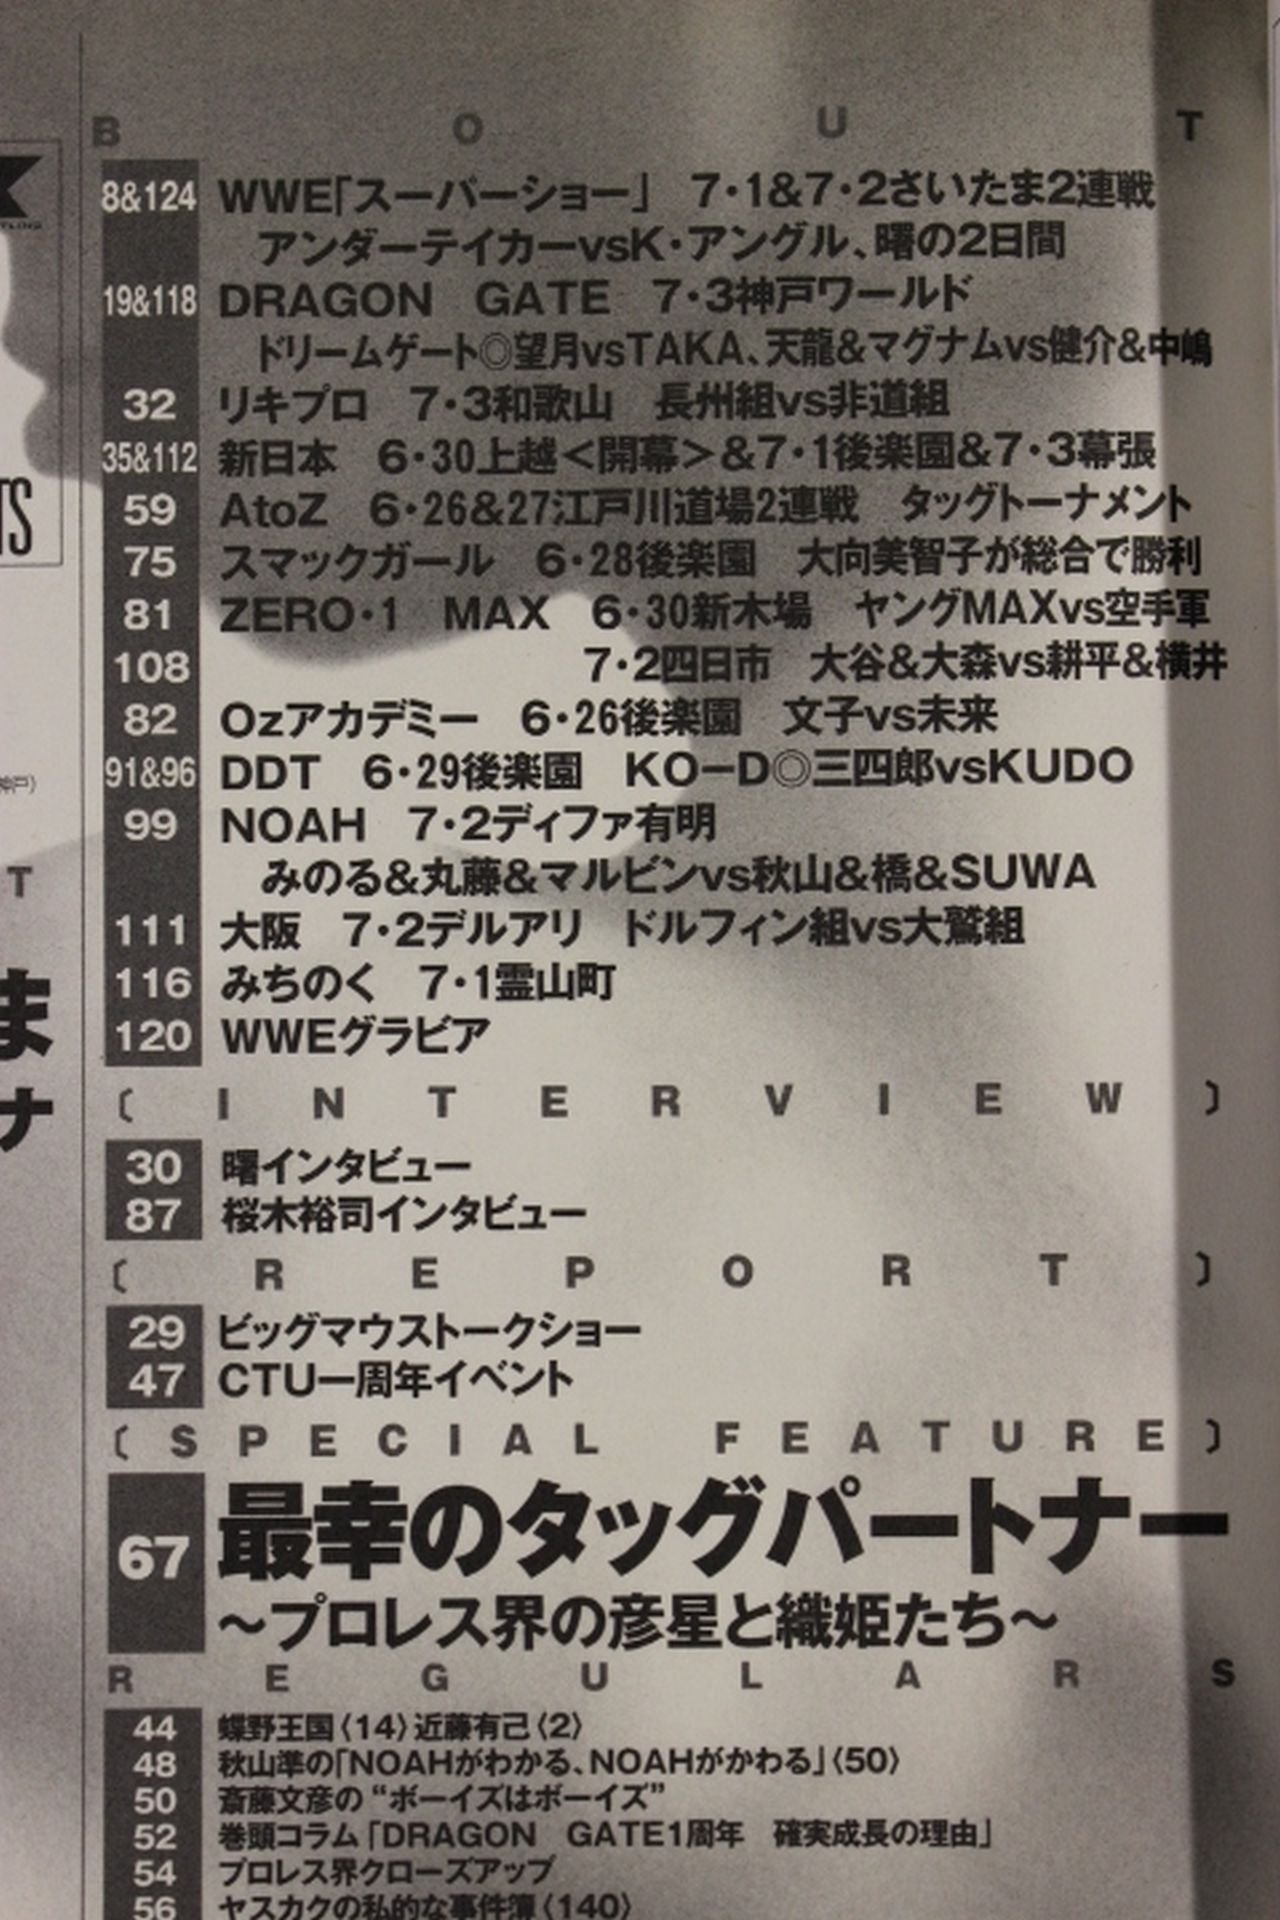 B O U T
8&124 WWE「スーパーショー」 7・1&7・2さいたま2連戦
アンダーテイカーvsK・アングル、曙の2日間
19&118 DRAGON GATE 7・3神戸ワールド
ドリームゲート◎望月vsTAKA、天龍&マグナムvs健介&中嶋
32 リキプロ 7・3和歌山 長州組vs非道組
35&112 新日本 6・30上越<開幕>&7・1後楽園&7・3幕張
59 AtoZ 6・26&27江戸川道場2連戦 タッグトーナメント
75 スマックガール 6・28後楽園 大向美智子が総合で勝利
81 ZERO・1 MAX 6・30新木場 ヤングMAXvs空手軍
108 7・2四日市 大谷&大森vs耕平&横井
82 Ozアカデミー 6・26後楽園 文子vs未来
91&96 DDT 6・29後楽園 KO−D◎三四郎vsKUDO
99 NOAH 7・2ディファ有明
みのる&丸藤&マルビンvs秋山&橋&SUWA
111 大阪 7・2デルアリ ドルフィン組vs大鷲組
116 みちのく 7・1霊山町
120 WWEグラビア
〔 I N T E R V I E W 〕
30 曙インタビュー
87 桜木裕司インタビュー
〔 R E P O R T 〕
29 ビッグマウストークショー
47 CTU一周年イベント
〔 S P E C I A L F E A T U R E 〕
67 最幸のタッグパートナー
〜プロレス界の彦星と織姫たち〜
R E G U L A R S
44 蝶野王国〈14〉近藤有己〈2〉
48 秋山準の「NOAHがわかる、NOAHがかわる」〈50〉
50 斎藤文彦の“ボーイズはボーイズ”
52 巻頭コラム「DRAGON GATE1周年 確実成長の理由」
54 プロレス界クローズアップ
56 ヤスカクの私的な事件簿〈140〉
TS
神戸)
T
ま
ナ